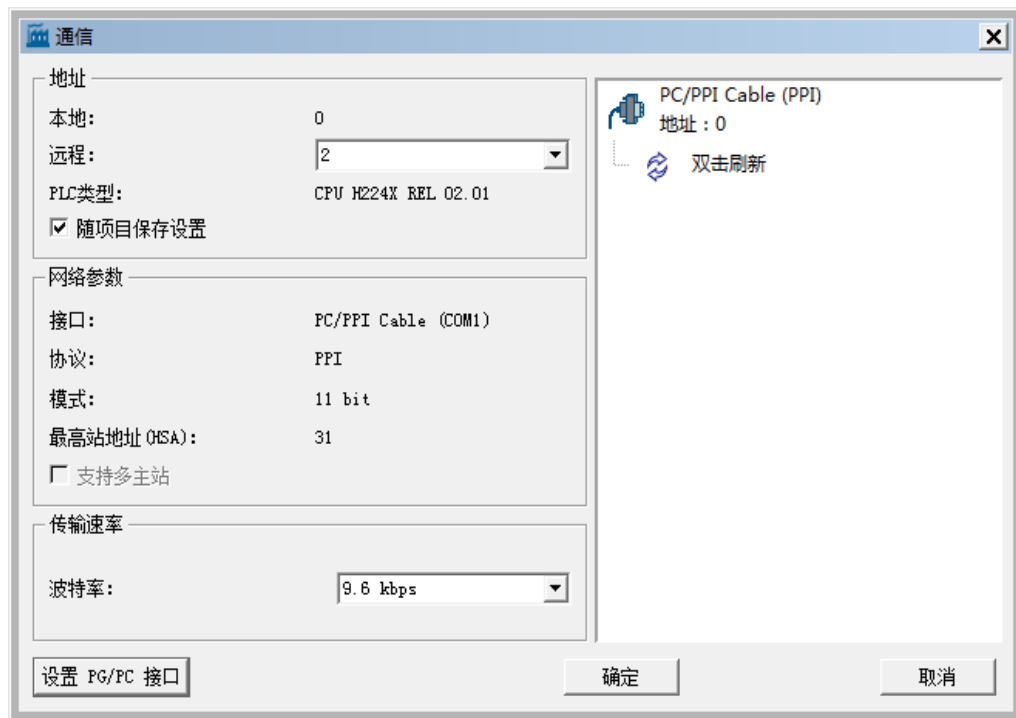 通信
地址
本地: 0
远程: 2
PLC类型: CPU H224X REL 02.01
随项目保存设置
网络参数
接口: PC/PPI Cable (COM1)
协议: PPI
模式: 11 bit
最高站地址(HSA): 31
支持多主站
传输速率
波特率: 9.6 kbps
PC/PPI Cable (PPI)
地址：0
双击刷新
设置 PG/PC 接口
确定
取消